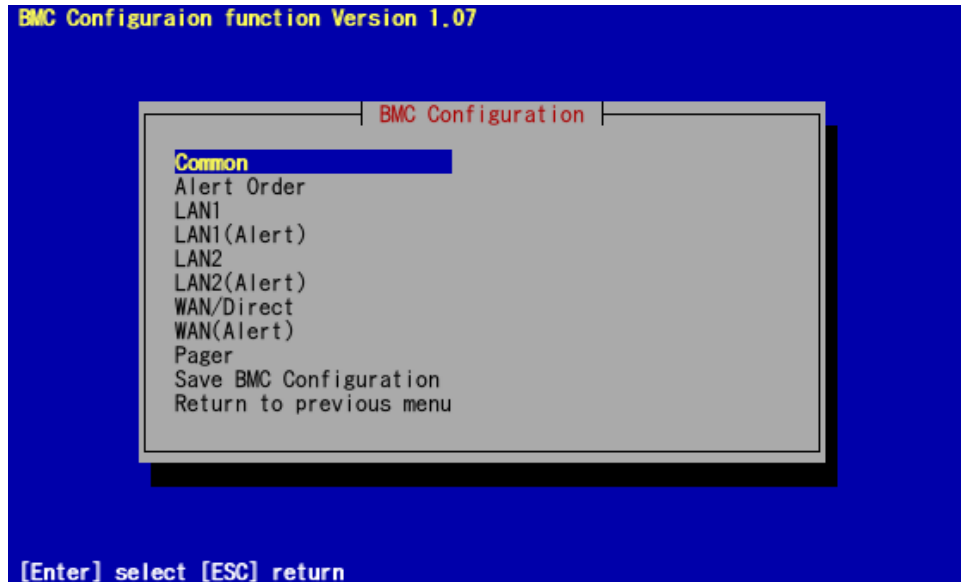 BMC Configuraion function Version 1.07
BMC Configuration
Common
Alert Order
LAN1
LAN1(Alert)
LAN2
LAN2(Alert)
WAN/Direct
WAN(Alert)
Pager
Save BMC Configuration
Return to previous menu
[Enter] select [ESC] return